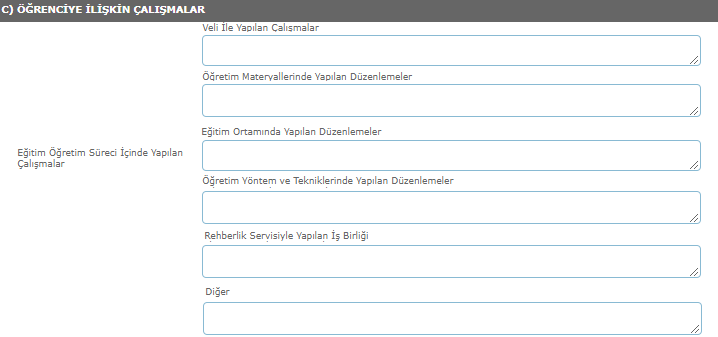 C) ÖĞRENCİYE İLİŞKİN ÇALIŞMALAR
Veli İle Yapılan Çalışmalar
Öğretim Materyallerinde Yapılan Düzenlemeler
Eğitim Ortamında Yapılan Düzenlemeler
Eğitim Öğretim Süreci İçinde Yapılan
Çalışmalar
Öğretim Yöntem ve Tekniklerinde Yapılan Düzenlemeler
Rehberlik Servisiyle Yapılan İş Birliği
Diğer